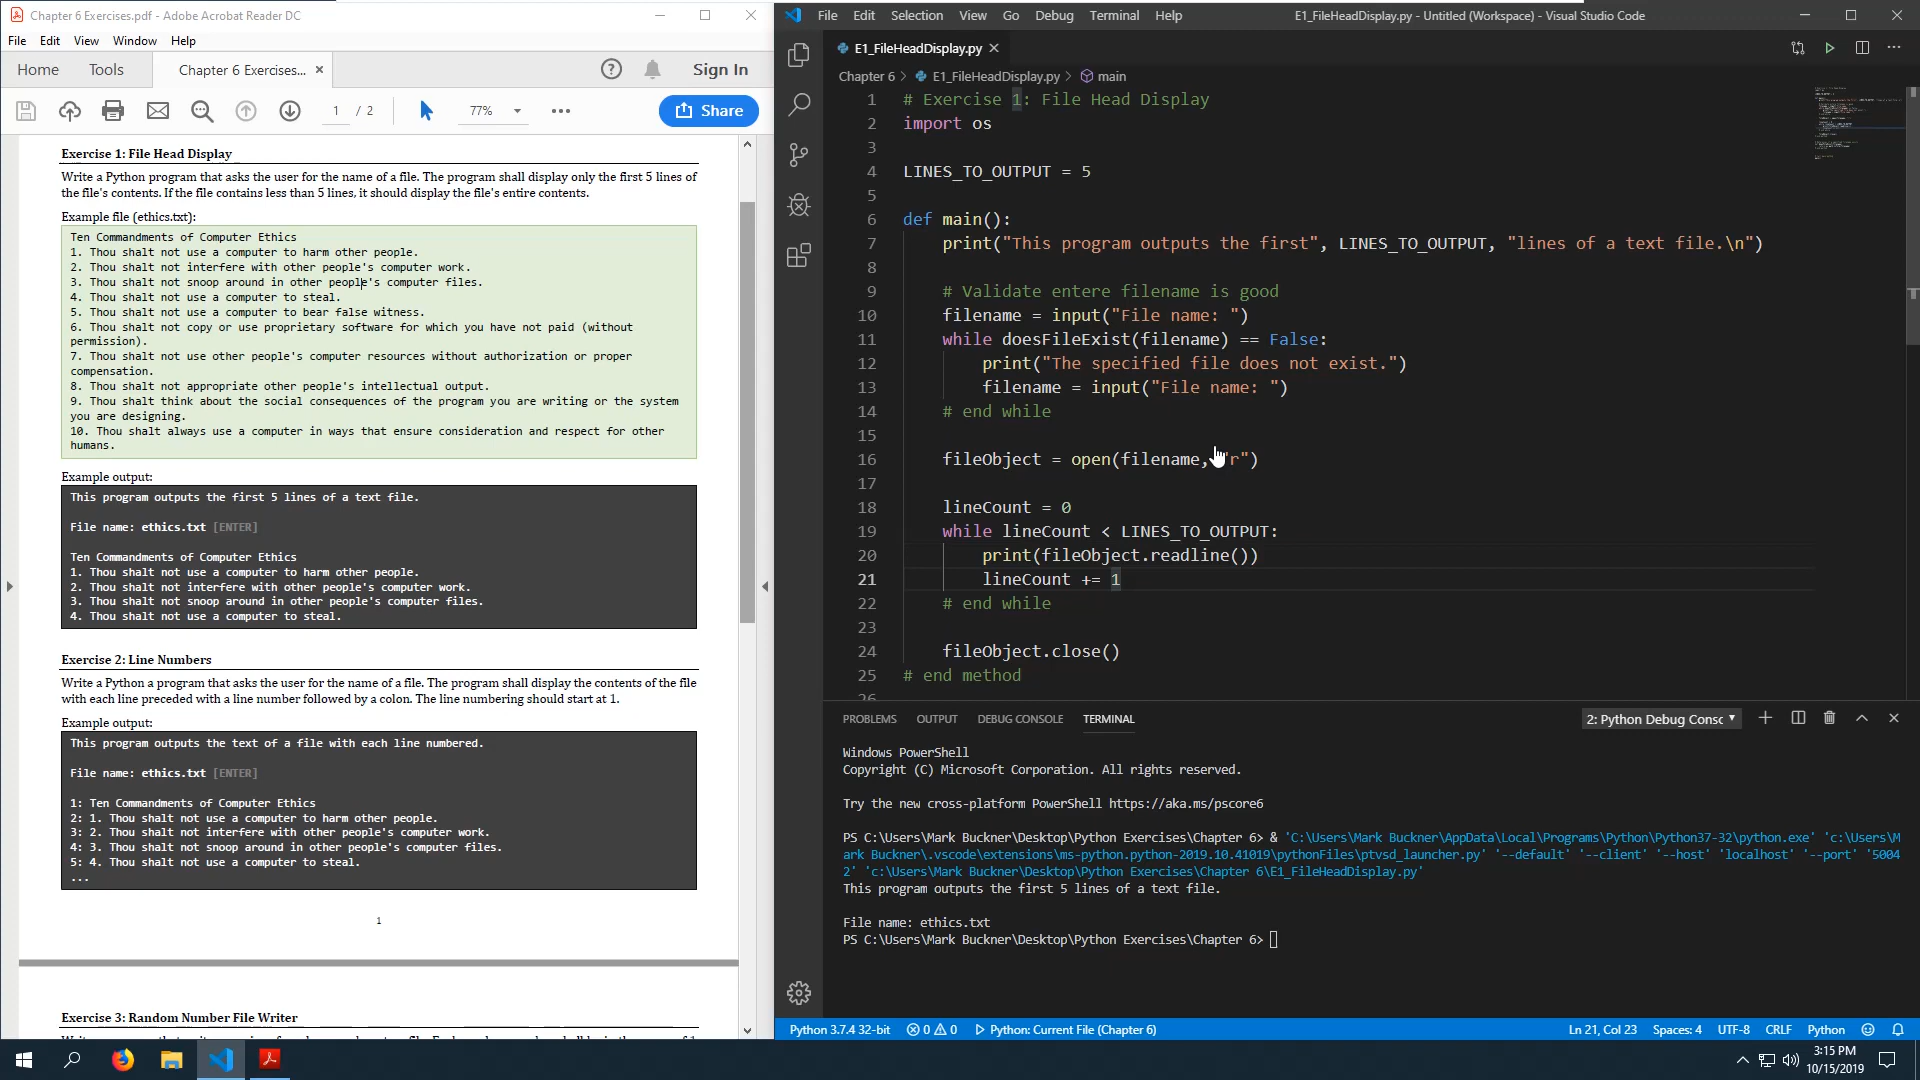 Chapter 6 Exercises.pdf - Adobe Acrobat Reader DC
File Edit View Window Help
Home Tools Chapter 6 Exercises... × Sign In
1 / 2 77% Share
Exercise 1: File Head Display
Write a Python program that asks the user for the name of a file. The program shall display only the first 5 lines of
the file's contents. If the file contains less than 5 lines, it should display the file's entire contents.
Example file (ethics.txt):
Ten Commandments of Computer Ethics
1. Thou shalt not use a computer to harm other people.
2. Thou shalt not interfere with other people's computer work.
3. Thou shalt not snoop around in other people's computer files.
4. Thou shalt not use a computer to steal.
5. Thou shalt not use a computer to bear false witness.
6. Thou shalt not copy or use proprietary software for which you have not paid (without
permission).
7. Thou shalt not use other people's computer resources without authorization or proper
compensation.
8. Thou shalt not appropriate other people's intellectual output.
9. Thou shalt think about the social consequences of the program you are writing or the system
you are designing.
10. Thou shalt always use a computer in ways that ensure consideration and respect for other
humans.
Example output:
This program outputs the first 5 lines of a text file.
File name: ethics.txt [ENTER]
Ten Commandments of Computer Ethics
1. Thou shalt not use a computer to harm other people.
2. Thou shalt not interfere with other people's computer work.
3. Thou shalt not snoop around in other people's computer files.
4. Thou shalt not use a computer to steal.
Exercise 2: Line Numbers
Write a Python a program that asks the user for the name of a file. The program shall display the contents of the file
with each line preceded with a line number followed by a colon. The line numbering should start at 1.
Example output:
This program outputs the text of a file with each line numbered.
File name: ethics.txt [ENTER]
1: Ten Commandments of Computer Ethics
2: 1. Thou shalt not use a computer to harm other people.
3: 2. Thou shalt not interfere with other people's computer work.
4: 3. Thou shalt not snoop around in other people's computer files.
5: 4. Thou shalt not use a computer to steal.
...
1
Exercise 3: Random Number File Writer
File Edit Selection View Go Debug Terminal Help E1_FileHeadDisplay.py - Untitled (Workspace) - Visual Studio Code
E1_FileHeadDisplay.py ×
Chapter 6 > E1_FileHeadDisplay.py > main
1 # Exercise 1: File Head Display
2 import os
3
4 LINES_TO_OUTPUT = 5
5
6 def main():
7 print("This program outputs the first", LINES_TO_OUTPUT, "lines of a text file.\n")
8
9 # Validate entere filename is good
10 filename = input("File name: ")
11 while doesFileExist(filename) == False:
12 print("The specified file does not exist.")
13 filename = input("File name: ")
14 # end while
15
16 fileObject = open(filename, "r")
17
18 lineCount = 0
19 while lineCount < LINES_TO_OUTPUT:
20 print(fileObject.readline())
21 lineCount += 1
22 # end while
23
24 fileObject.close()
25 # end method
26
PROBLEMS OUTPUT DEBUG CONSOLE TERMINAL 2: Python Debug Consc
Windows PowerShell
Copyright (C) Microsoft Corporation. All rights reserved.
Try the new cross-platform PowerShell https://aka.ms/pscore6
PS C:\Users\Mark Buckner\Desktop\Python Exercises\Chapter 6> & 'C:\Users\Mark Buckner\AppData\Local\Programs\Python\Python37-32\python.exe' 'c:\Users\M
ark Buckner\.vscode\extensions\ms-python.python-2019.10.41019\pythonFiles\ptvsd_launcher.py' '--default' '--client' '--host' 'localhost' '--port' '5004
2' 'c:\Users\Mark Buckner\Desktop\Python Exercises\Chapter 6\E1_FileHeadDisplay.py'
This program outputs the first 5 lines of a text file.
File name: ethics.txt
PS C:\Users\Mark Buckner\Desktop\Python Exercises\Chapter 6>
Python 3.7.4 32-bit 0 0 Python: Current File (Chapter 6) Ln 21, Col 23 Spaces: 4 UTF-8 CRLF Python
3:15 PM
10/15/2019